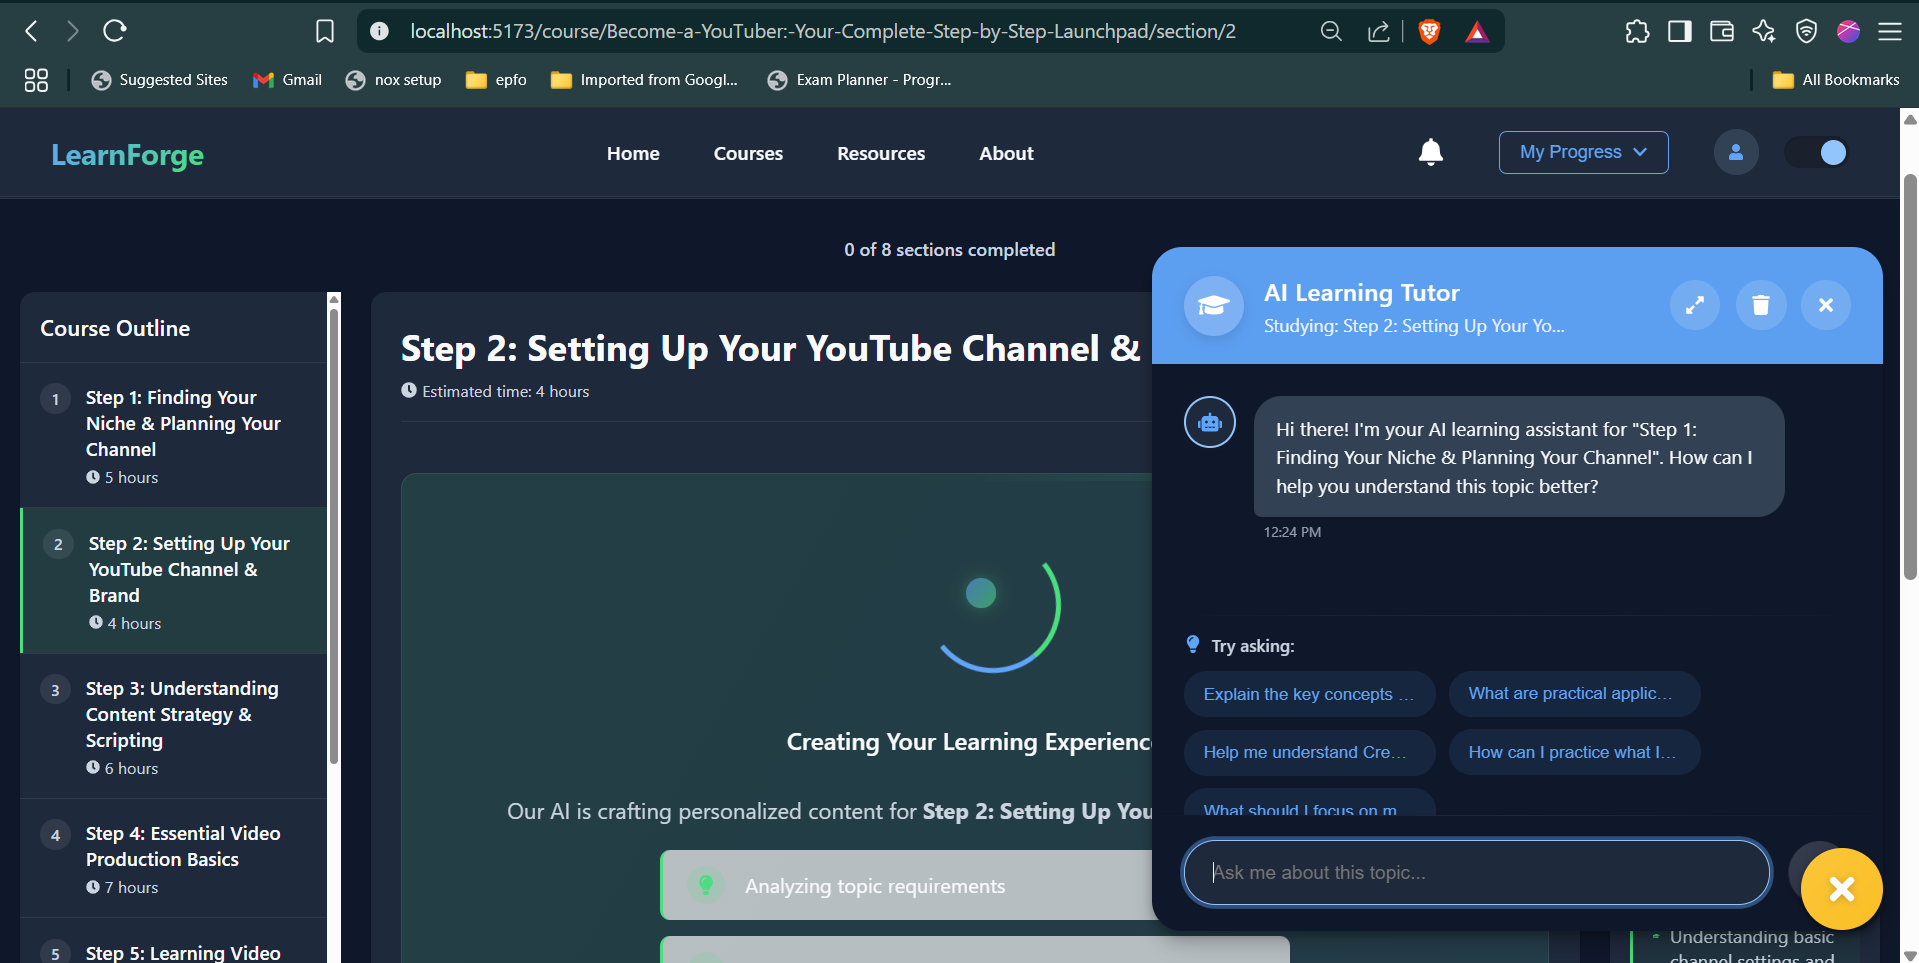 localhost:5173/course/Become-a-YouTuber:-Your-Complete-Step-by-Step-Launchpad/section/2
Suggested Sites
Gmail
nox setup
epfo
Imported from Googl...
Exam Planner - Progr...
All Bookmarks
LearnForge
Home
Courses
Resources
About
My Progress
0 of 8 sections completed
Course Outline
1
Step 1: Finding Your
Niche & Planning Your
Channel
5 hours
2
Step 2: Setting Up Your
YouTube Channel &
Brand
4 hours
3
Step 3: Understanding
Content Strategy &
Scripting
6 hours
4
Step 4: Essential Video
Production Basics
7 hours
5
Step 5: Learning Video
Step 2: Setting Up Your YouTube Channel &
Estimated time: 4 hours
Creating Your Learning Experienc
Our AI is crafting personalized content for Step 2: Setting Up You
Analyzing topic requirements
AI Learning Tutor
Studying: Step 2: Setting Up Your Yo...
Hi there! I'm your AI learning assistant for "Step 1:
Finding Your Niche & Planning Your Channel". How can I
help you understand this topic better?
12:24 PM
Try asking:
Explain the key concepts ...
What are practical applic...
Help me understand Cre...
How can I practice what I...
What should I focus on m...
Ask me about this topic...
Understanding basic
channel settings and